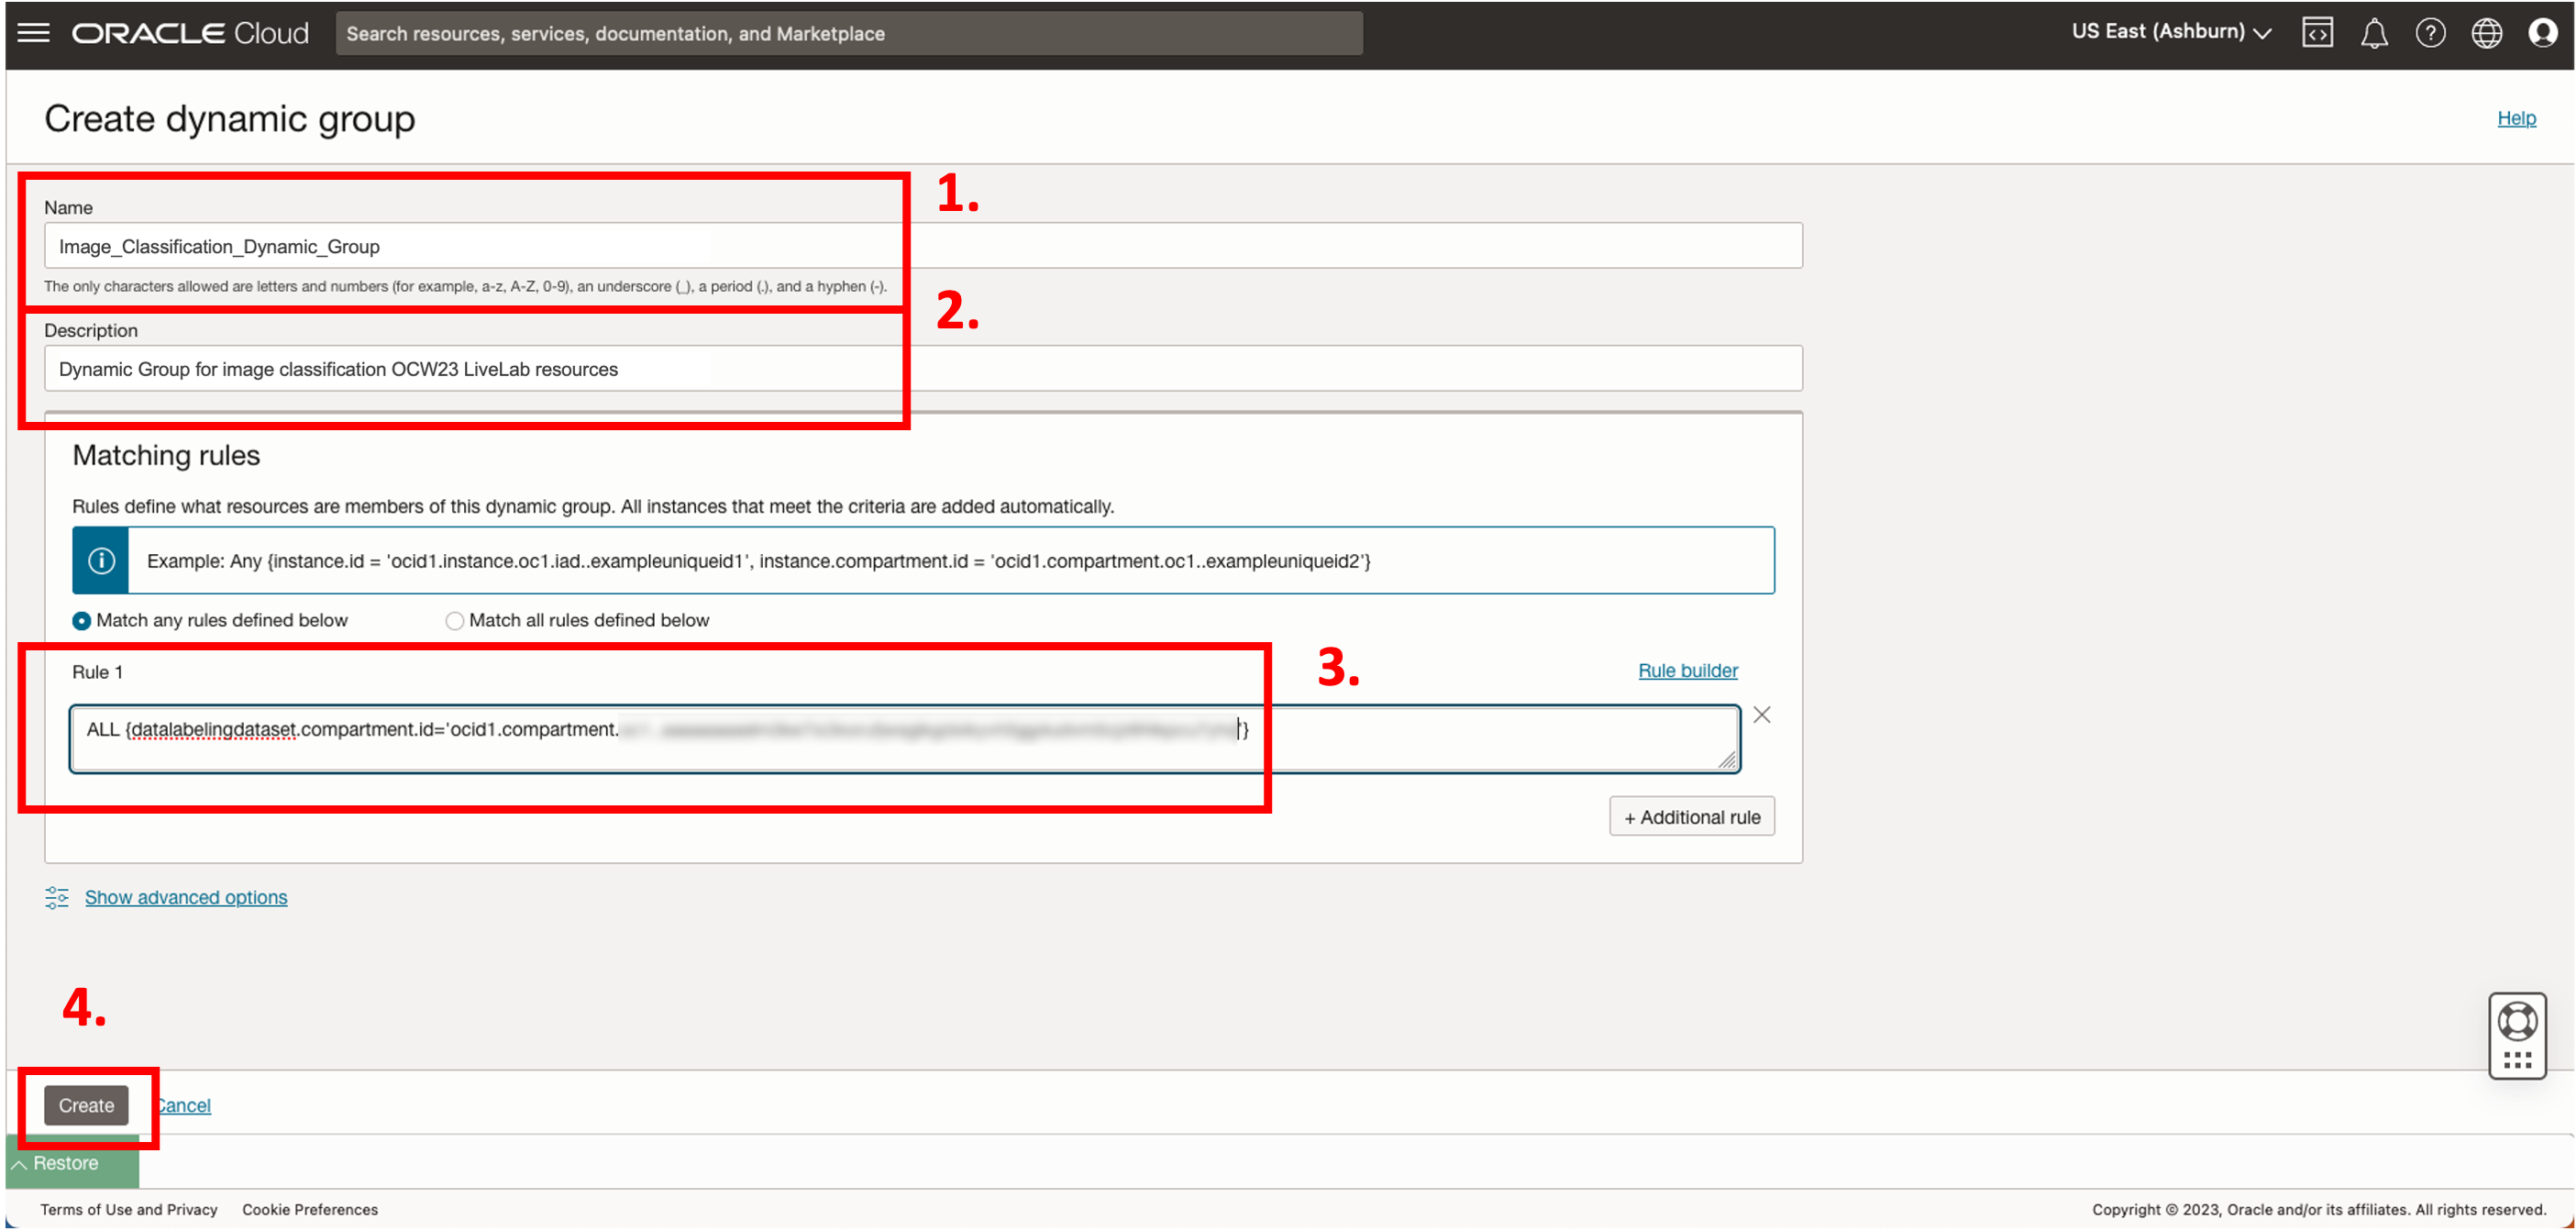 ORACLE Cloud
Search resources, services, documentation, and Marketplace
US East (Ashburn)
Create dynamic group
Help
1.
Name
Image_Classification_Dynamic_Group
The only characters allowed are letters and numbers (for example, a-z, A-Z, 0-9), an underscore (_), a period (.), and a hyphen (-).
2.
Description
Dynamic Group for image classification OCW23 LiveLab resources
Matching rules
Rules define what resources are members of this dynamic group. All instances that meet the criteria are added automatically.
Example: Any {instance.id = 'ocid1.instance.oc1.iad..exampleuniqueid1', instance.compartment.id = 'ocid1.compartment.oc1..exampleuniqueid2'}
Match any rules defined below
Match all rules defined below
Rule 1
3.
Rule builder
ALL {datalabelingdataset.compartment.id='ocid1.compartment. '}
+ Additional rule
Show advanced options
4.
Create
Cancel
Restore
Terms of Use and Privacy
Cookie Preferences
Copyright © 2023, Oracle and/or its affiliates. All rights reserved.